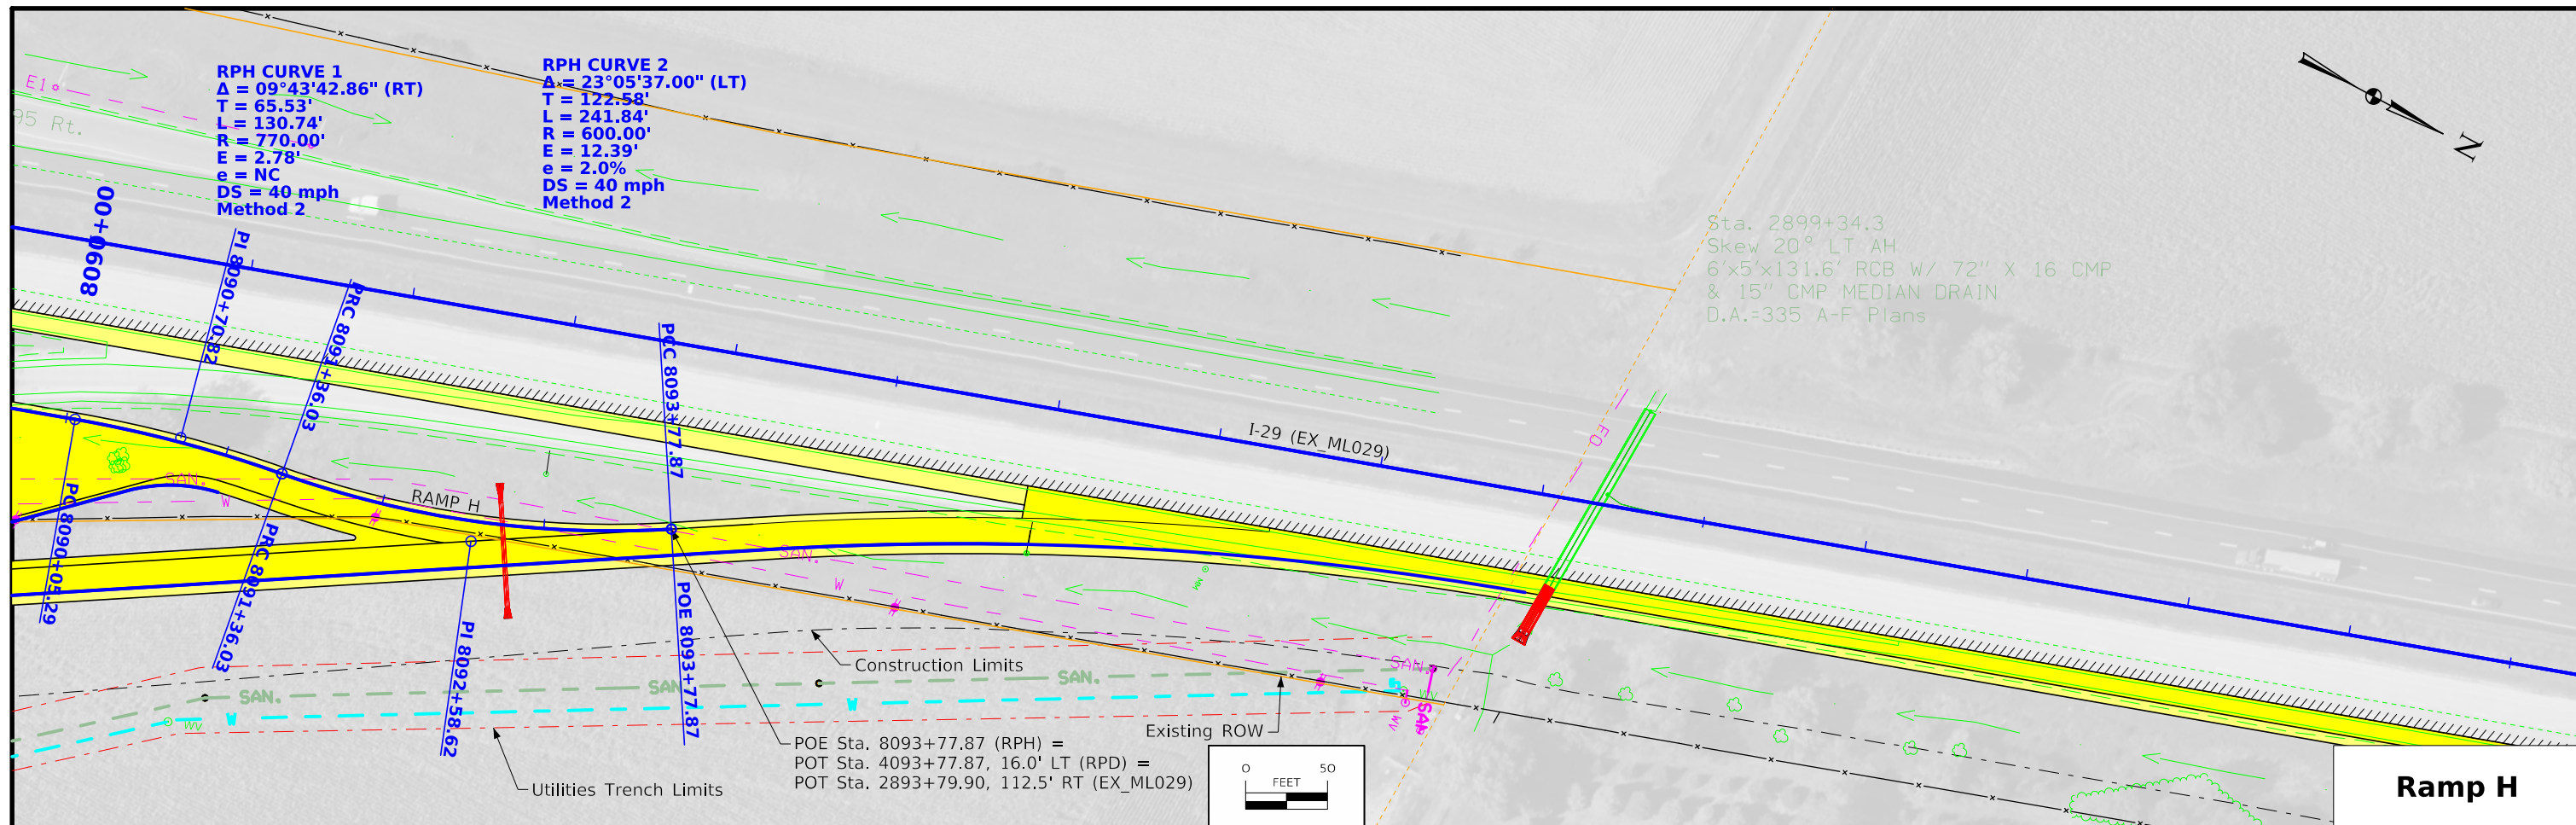 RPH CURVE 1
Δ = 09°43'42.86" (RT)
T = 65.53'
L = 130.74'
R = 770.00'
E = 2.78'
e = NC
DS = 40 mph
Method 2
RPH CURVE 2
Δ = 23°05'37.00" (LT)
T = 122.58'
L = 241.84'
R = 600.00'
E = 12.39'
e = 2.0%
DS = 40 mph
Method 2
E1
95 Rt.
8090+00
PI 8090+70.82
PRC 8091+36.03
PCC 8093+77.87
N
Sta. 2899+34.3
Skew 20° LT AH
6'x5'x131.6' RCB W/ 72" X 16 CMP
& 15" CMP MEDIAN DRAIN
D.A.=335 A-F Plans
I-29 (EX_ML029)
FO
SAN.
W
RAMP H
PC 8090+05.29
PRC 8091+36.03
PI 8092+58.62
POE 8093+77.87
SAN.
W
MM
Construction Limits
SAN.
SAN.
SAN
SAN.
W
W
WV
WV
WV
SAN
Existing ROW
Utilities Trench Limits
POE Sta. 8093+77.87 (RPH) =
POT Sta. 4093+77.87, 16.0' LT (RPD) =
POT Sta. 2893+79.90, 112.5' RT (EX_ML029)
0 50
FEET
Ramp H